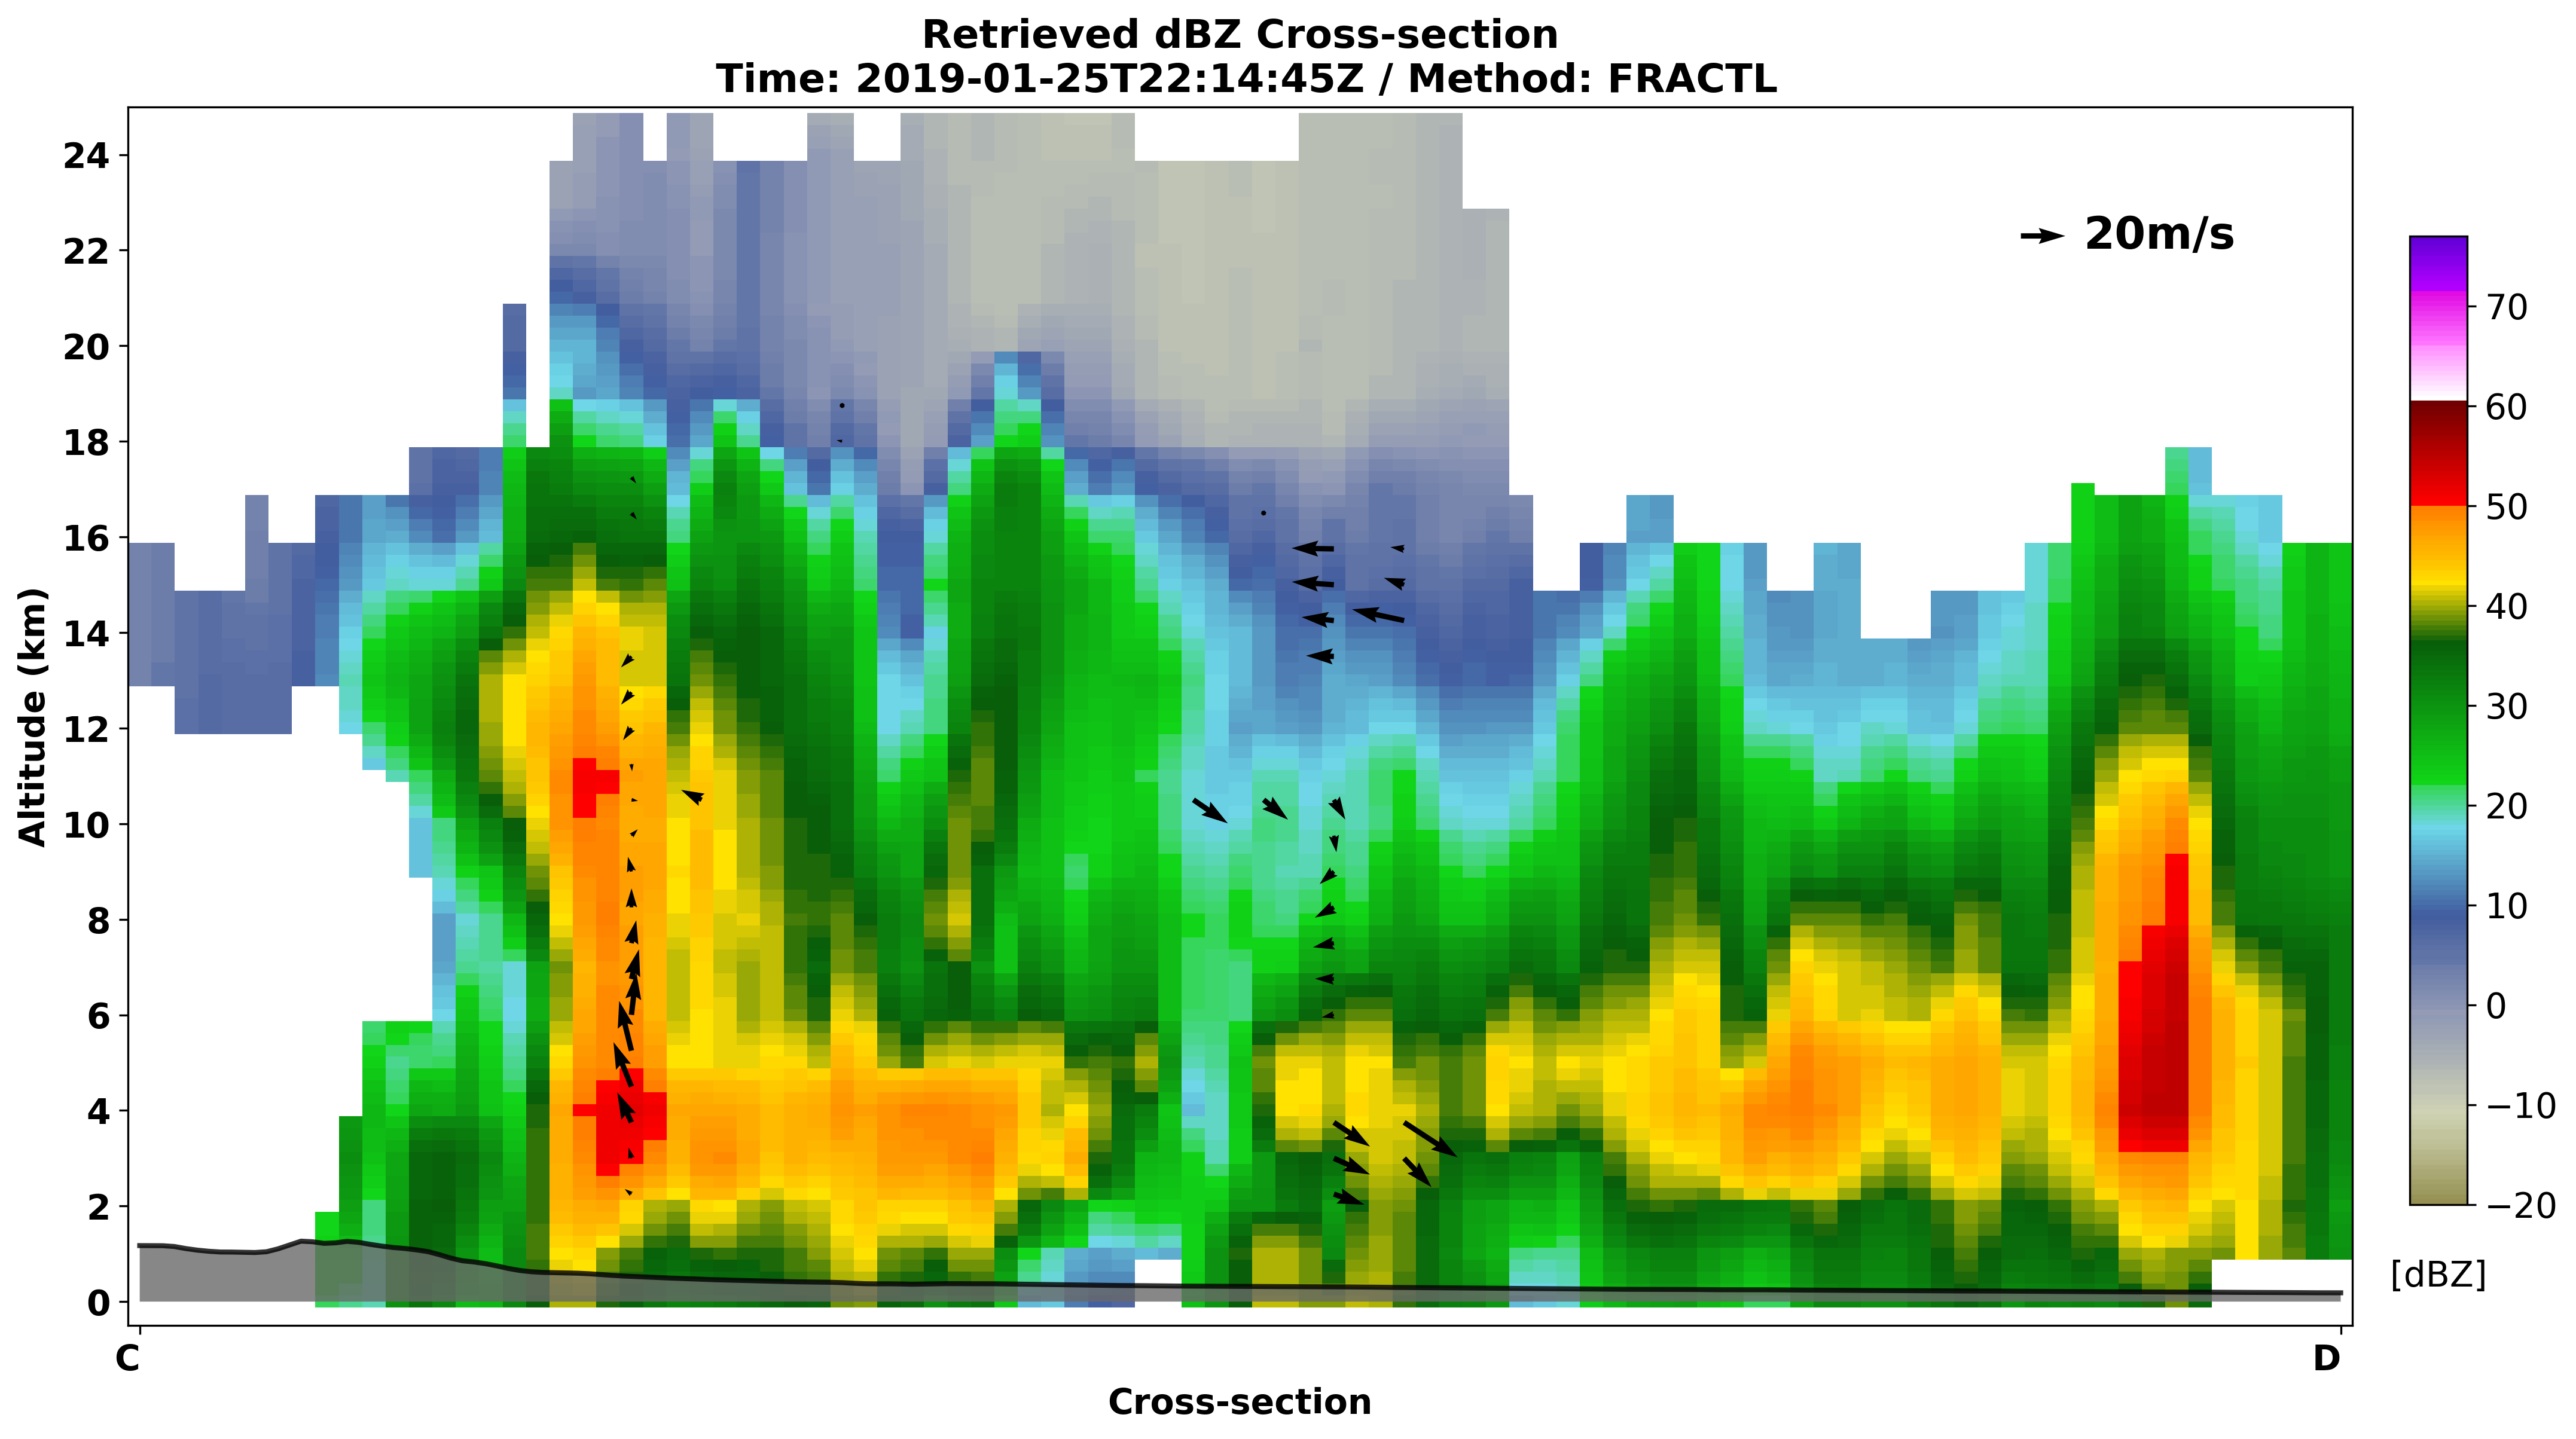 Retrieved dBZ Cross-section
Time: 2019-01-25T22:14:45Z / Method: FRACTL
24
22
20
18
16
14
12
10
8
6
4
2
0
Altitude (km)
20m/s
70
60
50
40
30
20
10
0
−10
−20
[dBZ]
C
D
Cross-section